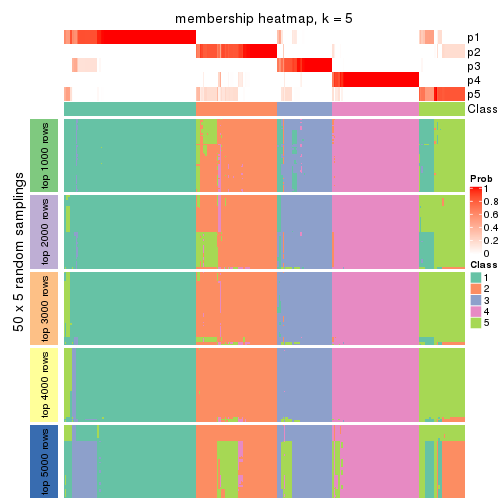 membership heatmap, k = 5
p1
p2
p3
p4
p5
Class
50 x 5 random samplings
top 1000 rows
top 2000 rows
top 3000 rows
top 4000 rows
top 5000 rows
Prob
1
0.8
0.6
0.4
0.2
0
Class
1
2
3
4
5